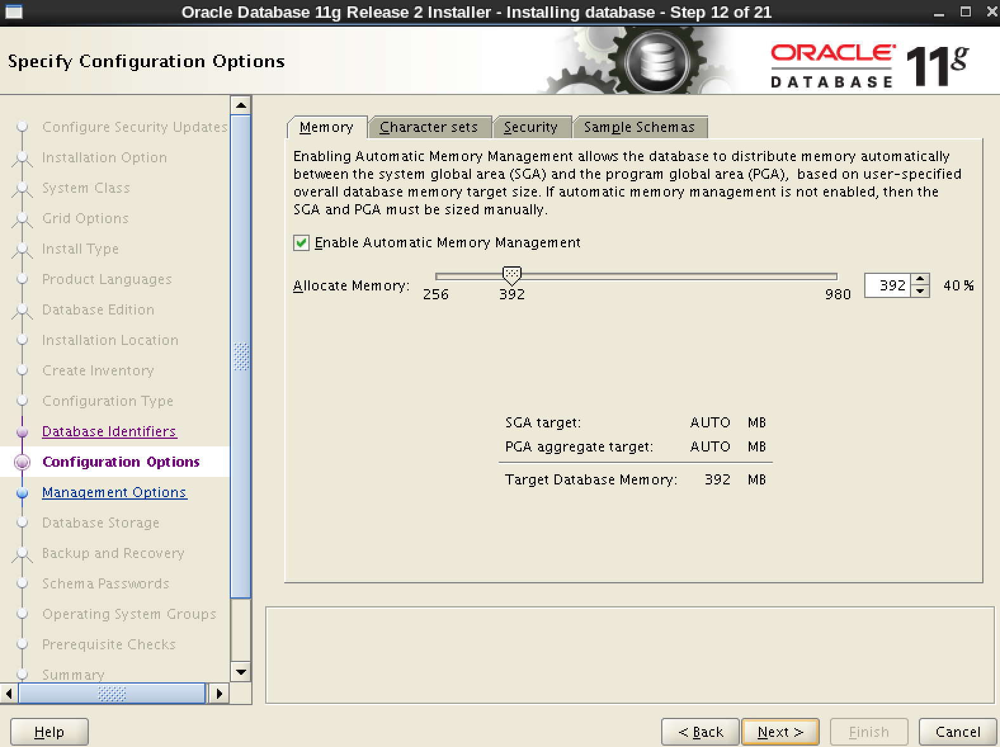 Oracle Database 11g Release 2 Installer - Installing database - Step 12 of 21
Specify Configuration Options
ORACLE
DATABASE
11g
Configure Security Updates
Installation Option
System Class
Grid Options
Install Type
Product Languages
Database Edition
Installation Location
Create Inventory
Configuration Type
Database Identifiers
Configuration Options
Management Options
Database Storage
Backup and Recovery
Schema Passwords
Operating System Groups
Prerequisite Checks
Summary
Memory
Character sets
Security
Sample Schemas
Enabling Automatic Memory Management allows the database to distribute memory automatically
between the system global area (SGA) and the program global area (PGA),  based on user-specified
overall database memory target size. If automatic memory management is not enabled, then the
SGA and PGA must be sized manually.
Enable Automatic Memory Management
Allocate Memory:
256
392
980
392
40 %
SGA target: AUTO MB
PGA aggregate target: AUTO MB
Target Database Memory: 392 MB
Help
< Back
Next >
Finish
Cancel